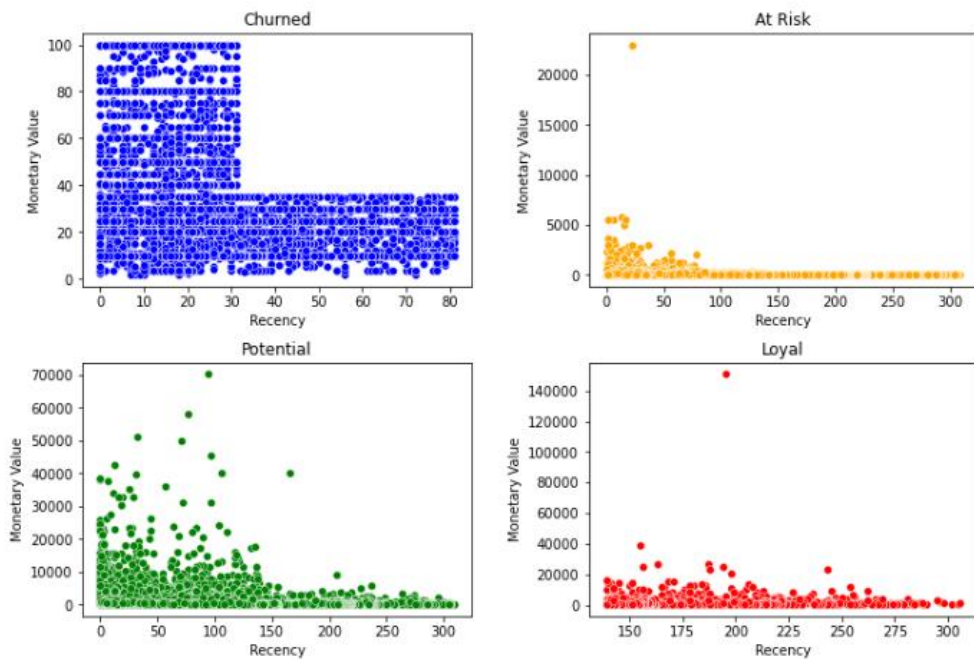 Churned
Monetary Value
100
80
60
40
20
0
0 10 20 30 40 50 60 70 80
Recency
At Risk
Monetary Value
20000
15000
10000
5000
0
0 50 100 150 200 250 300
Recency
Potential
Monetary Value
70000
60000
50000
40000
30000
20000
10000
0
0 50 100 150 200 250 300
Recency
Loyal
Monetary Value
140000
120000
100000
80000
60000
40000
20000
0
150 175 200 225 250 275 300
Recency